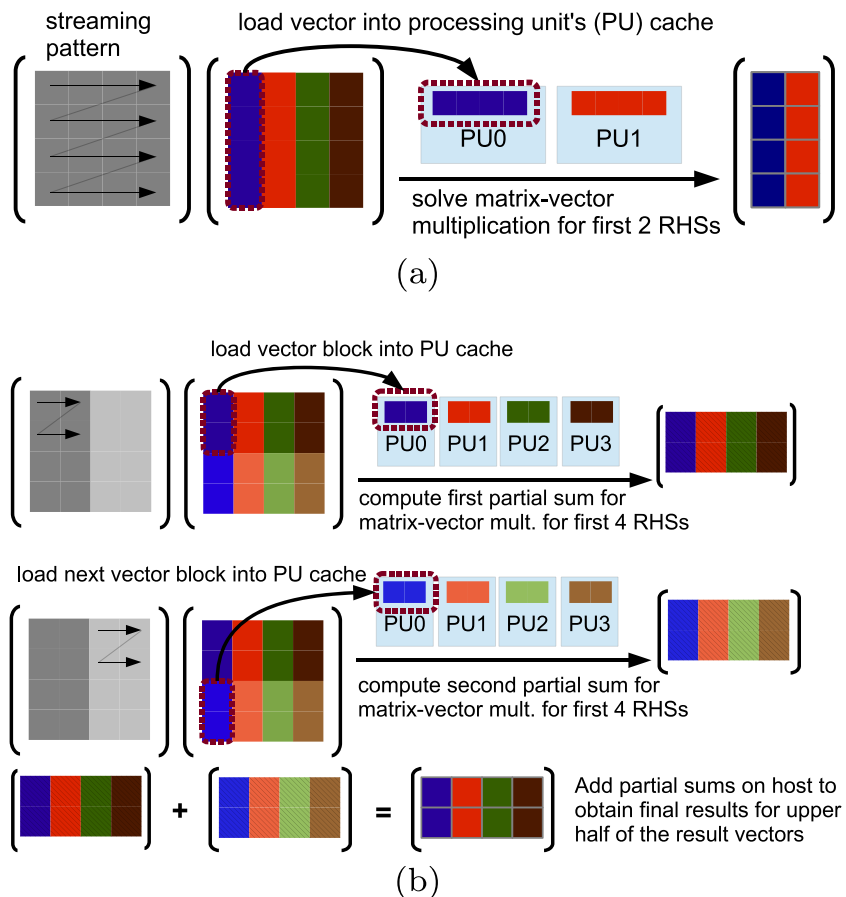 streaming
pattern
load vector into processing unit's (PU) cache
PU0
PU1
solve matrix-vector
multiplication for first 2 RHSs
(a)
load vector block into PU cache
PU0
PU1
PU2
PU3
compute first partial sum for
matrix-vector mult. for first 4 RHSs
load next vector block into PU cache
PU0
PU1
PU2
PU3
compute second partial sum for
matrix-vector mult. for first 4 RHSs
+
=
Add partial sums on host to
obtain final results for upper
half of the result vectors
(b)